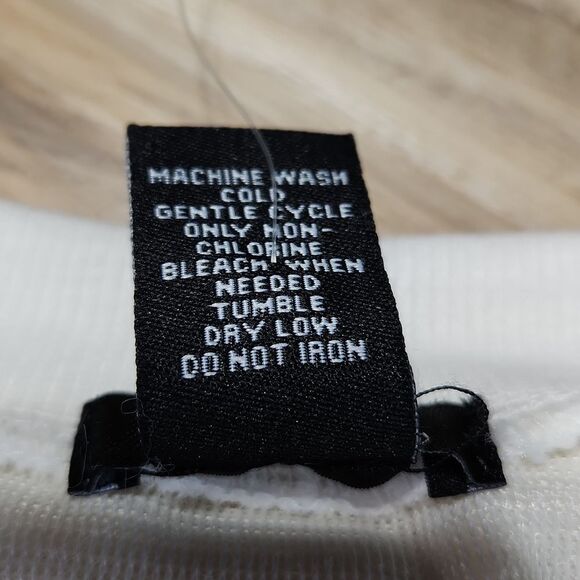 MACHINE WASH
COLD
GENTLE CYCLE
ONLY NON-
CHLORINE
BLEACH WHEN
NEEDED
TUMBLE
DRY LOW
DO NOT IRON